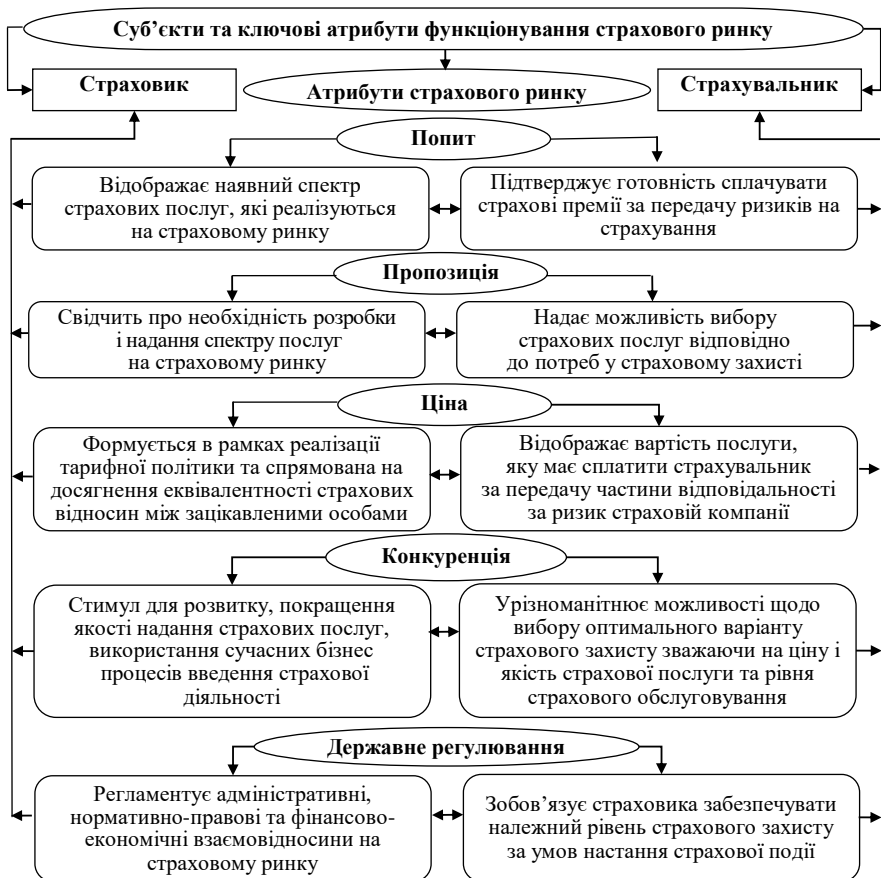 Суб’єкти та ключові атрибути функціонування страхового ринку
Страховик
Атрибути страхового ринку
Страхувальник
Попит
Відображає наявний спектр
страхових послуг, які реалізуються
на страховому ринку
Підтверджує готовність сплачувати
страхові премії за передачу ризиків на
страхування
Пропозиція
Свідчить про необхідність розробки
і надання спектру послуг
на страховому ринку
Надає можливість вибору
страхових послуг відповідно
до потреб у страховому захисті
Ціна
Формується в рамках реалізації
тарифної політики та спрямована на
досягнення еквівалентності страхових
відносин між зацікавленими особами
Відображає вартість послуги,
яку має сплатити страхувальник
за передачу частини відповідальності
за ризик страховій компанії
Конкуренція
Стимул для розвитку, покращення
якості надання страхових послуг,
використання сучасних бізнес
процесів введення страхової
діяльності
Урізноманітнює можливості щодо
вибору оптимального варіанту
страхового захисту зважаючи на ціну і
якість страхової послуги та рівня
страхового обслуговування
Державне регулювання
Регламентує адміністративні,
нормативно-правові та фінансово-
економічні взаємовідносини на
страховому ринку
Зобов’язує страховика забезпечувати
належний рівень страхового захисту
за умов настання страхової події